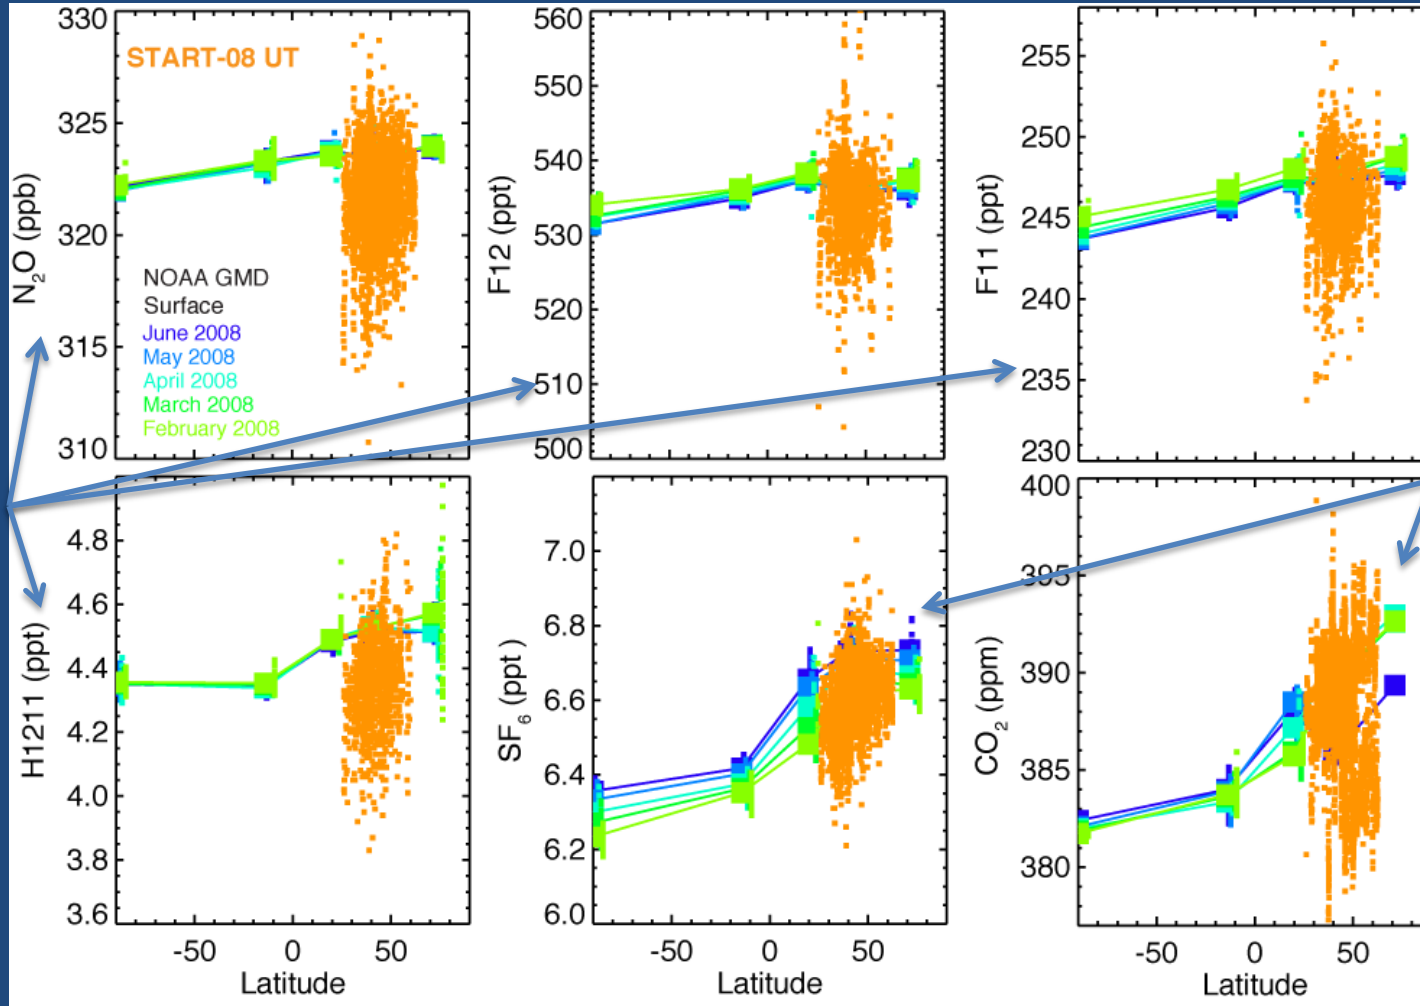 330
325
320
315
310
N₂O (ppb)
START-08 UT
NOAA GMD
Surface
June 2008
May 2008
April 2008
March 2008
February 2008
560
550
540
530
520
510
500
F12 (ppt)
255
250
245
240
235
230
F11 (ppt)
4.8
4.6
4.4
4.2
4.0
3.8
3.6
H1211 (ppt)
-50 0 50
Latitude
7.0
6.8
6.6
6.4
6.2
6.0
SF₆ (ppt )
-50 0 50
Latitude
400
395
390
385
380
CO₂ (ppm)
-50 0 50
Latitude